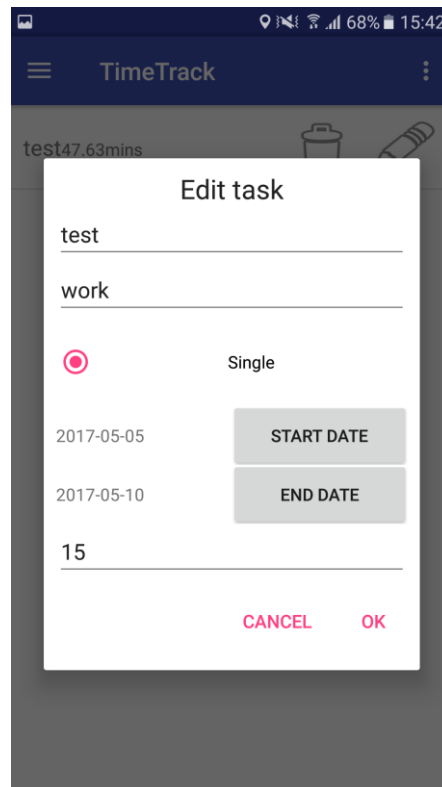 68% 15:42
TimeTrack
test47.63mins
Edit task
test
work
Single
2017-05-05 START DATE
2017-05-10 END DATE
15
CANCEL OK